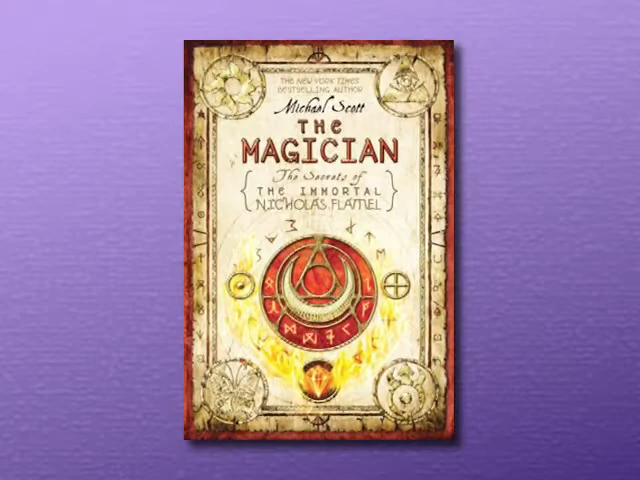 THE NEW YORK TIMES
BESTSELLING AUTHOR
Michael Scott
THE
MAGICIAN
The Secrets of
THE IMMORTAL
NICHOLAS FLAMEL